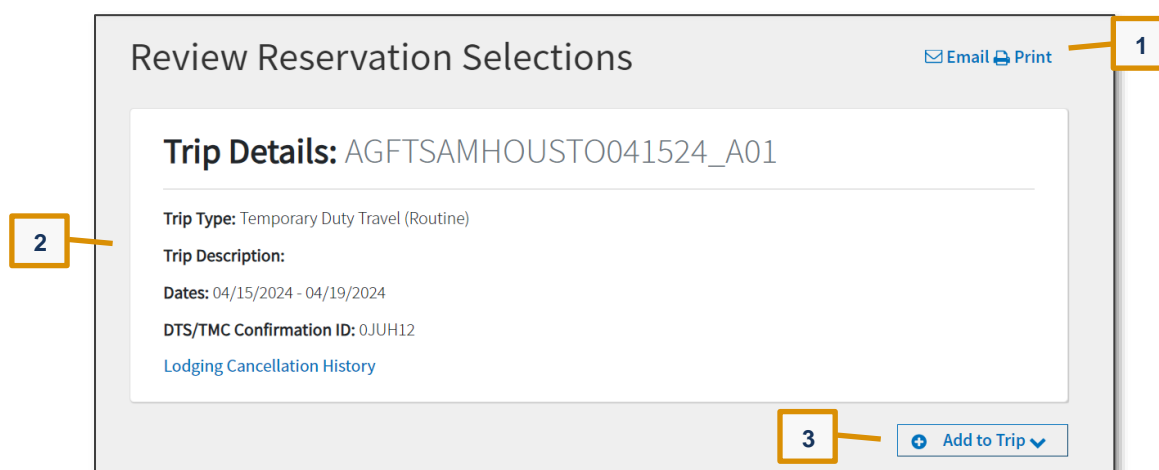 Review Reservation Selections
Email Print
1
Trip Details: AGFTSAMHOUSTO041524_A01
Trip Type: Temporary Duty Travel (Routine)
2
Trip Description:
Dates: 04/15/2024 - 04/19/2024
DTS/TMC Confirmation ID: 0JUH12
Lodging Cancellation History
3
Add to Trip